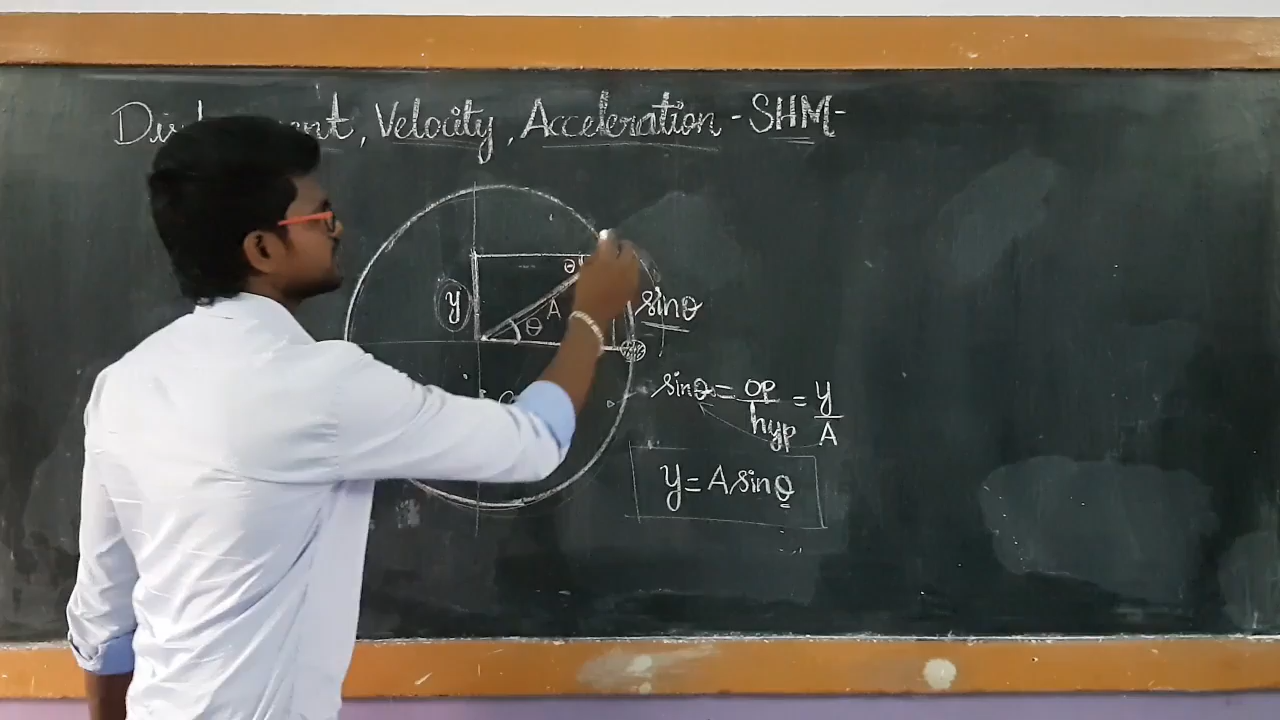 Displacement, Velocity, Acceleration - SHM -
θ
y
A
θ
sinθ
sinθ = op/hyp = y/A
y = A sinθ